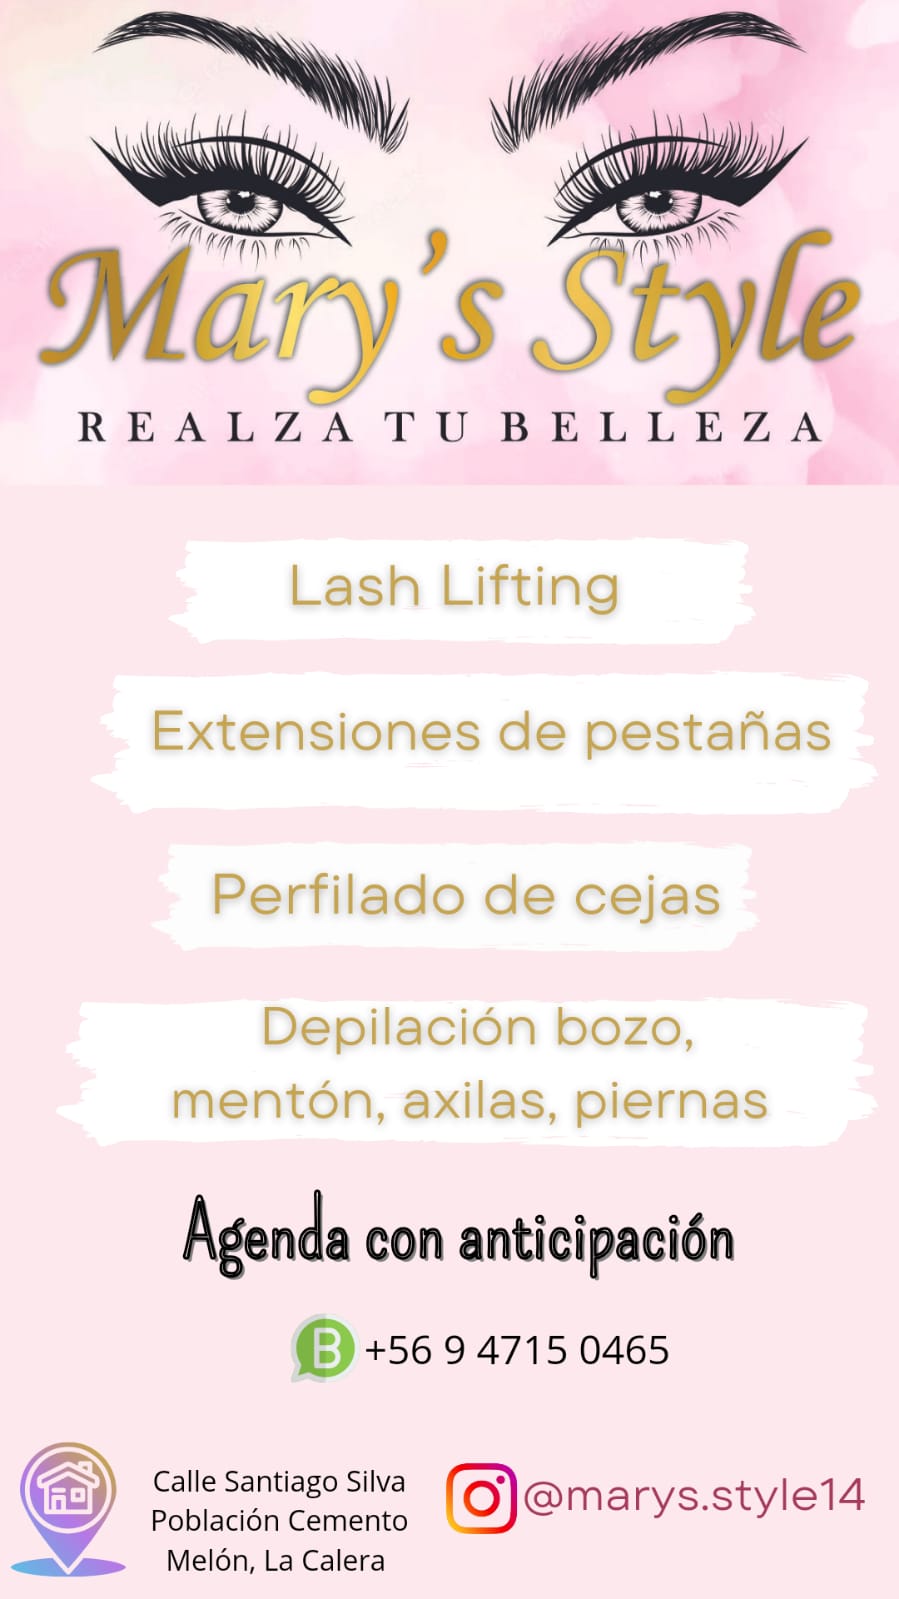 Mary's Style
REALZA TU BELLEZA
Lash Lifting
Extensiones de pestañas
Perfilado de cejas
Depilación bozo,
mentón, axilas, piernas
Agenda con anticipación
B +56 9 4715 0465
Calle Santiago Silva
Población Cemento
Melón, La Calera
@marys.style14